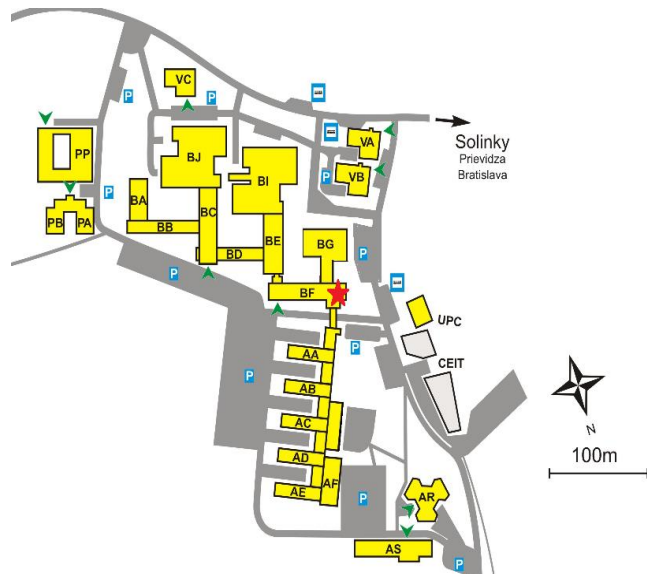 VC
P
P
P
VA
Solinky
Prievidza
Bratislava
PP
BJ
BI
VB
P
BA
BC
P
PB
PA
BB
BE
BG
P
BD
P
BF
UPC
AA
P
CEIT
P
AB
AC
N
100m
AD
AF
AE
P
AR
AS
P